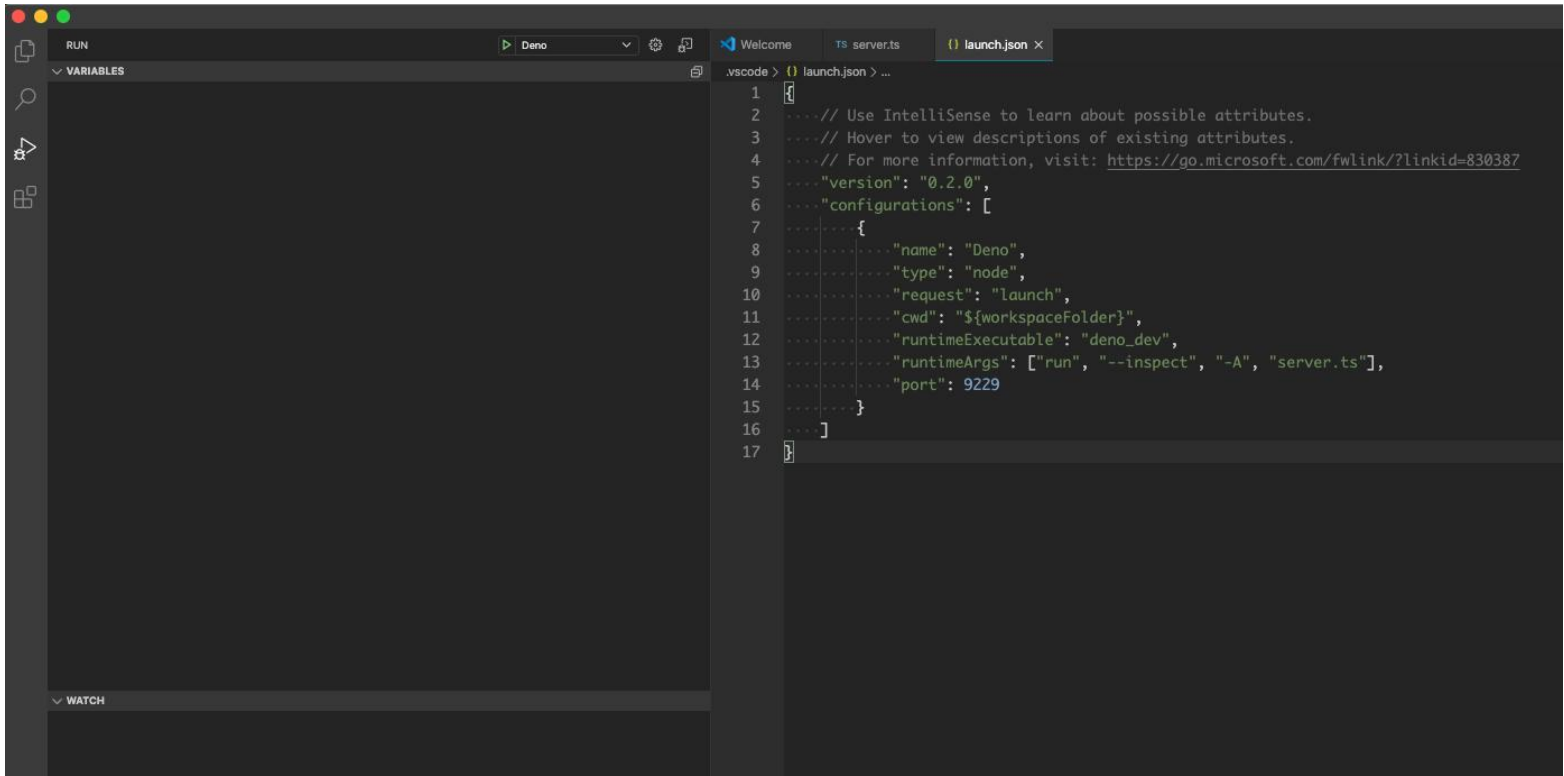 RUN
Deno
VARIABLES
WATCH
Welcome
TS server.ts
{} launch.json
.vscode > {} launch.json > ...
1 {
2 // Use IntelliSense to learn about possible attributes.
3 // Hover to view descriptions of existing attributes.
4 // For more information, visit: https://go.microsoft.com/fwlink/?linkid=830387
5 "version": "0.2.0",
6 "configurations": [
7 {
8 "name": "Deno",
9 "type": "node",
10 "request": "launch",
11 "cwd": "${workspaceFolder}",
12 "runtimeExecutable": "deno_dev",
13 "runtimeArgs": ["run", "--inspect", "-A", "server.ts"],
14 "port": 9229
15 }
16 ]
17 }